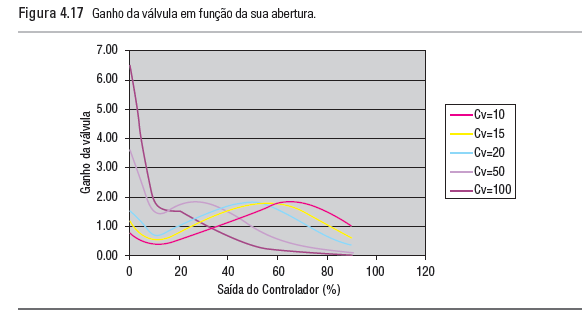 Figura 4.17 Ganho da válvula em função da sua abertura.
7.00
6.00
5.00
4.00
3.00
2.00
1.00
0.00
Ganho da válvula
0 20 40 60 80 100 120
Saída do Controlador (%)
Cv=10
Cv=15
Cv=20
Cv=50
Cv=100